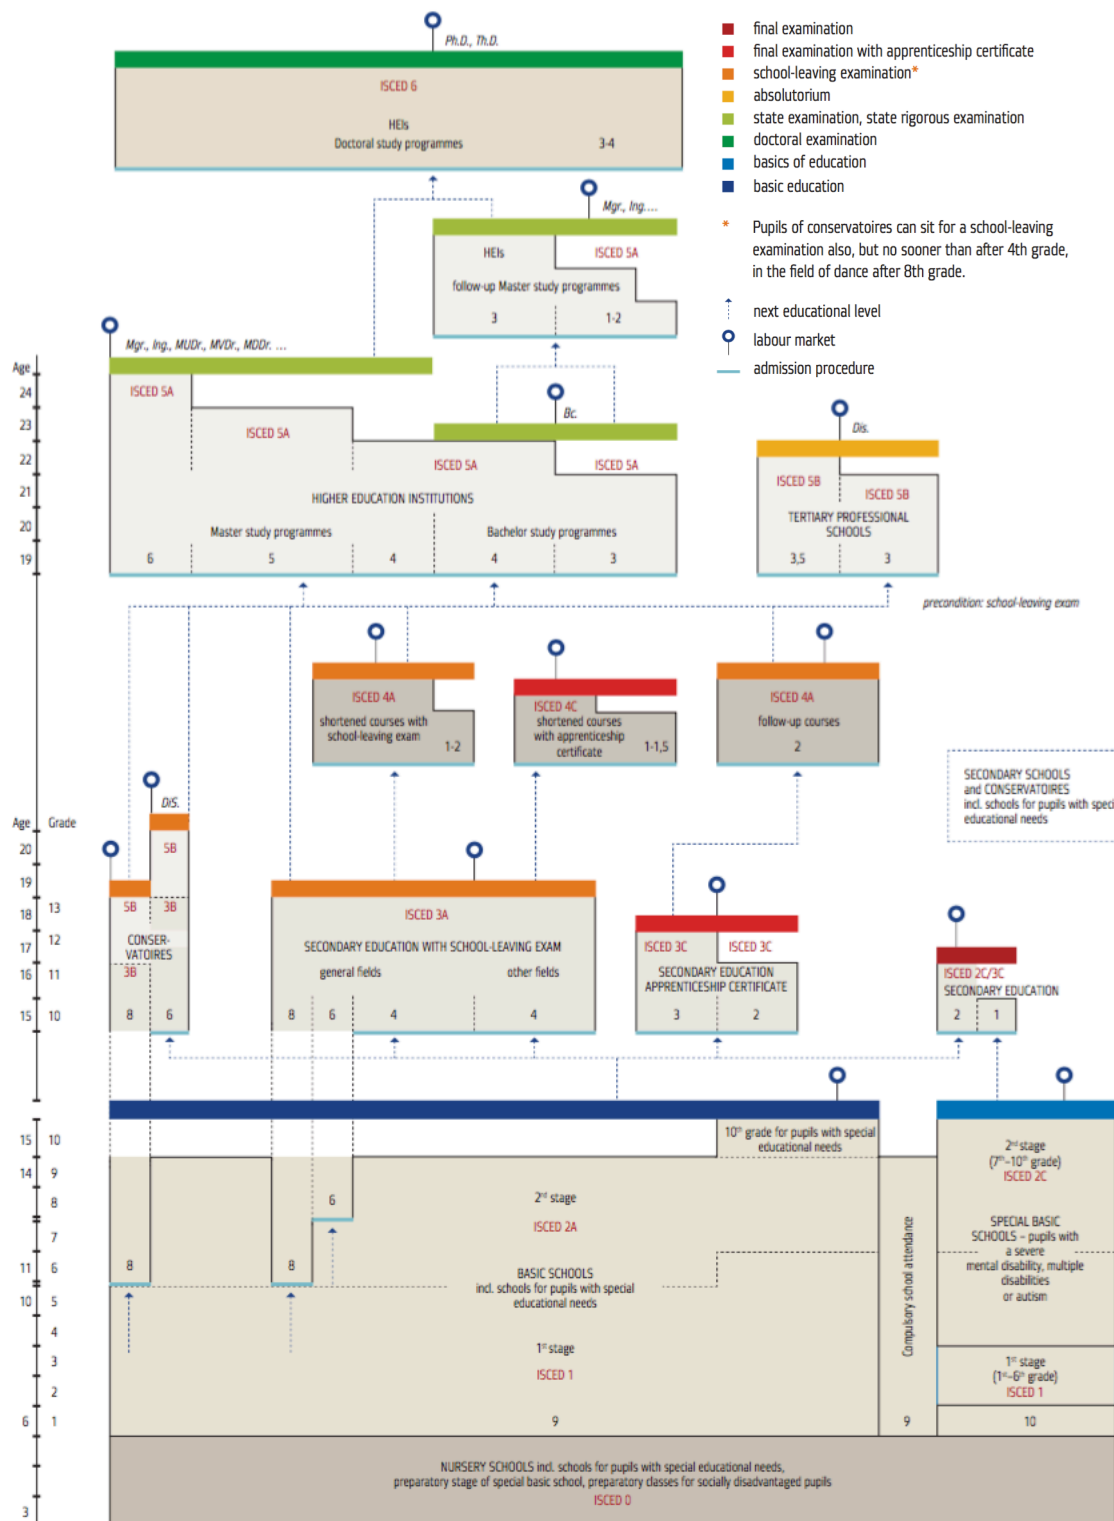 final examination
final examination with apprenticeship certificate
school-leaving examination*
absolutorium
state examination, state rigorous examination
doctoral examination
basics of education
basic education
* Pupils of conservatoires can sit for a school-leaving
examination also, but no sooner than after 4th grade,
in the field of dance after 8th grade.
next educational level
labour market
admission procedure
Ph.D., Th.D.
ISCED 6
HEIs
Doctoral study programmes
3-4
Mgr., Ing....
HEIs
ISCED 5A
follow-up Master study programmes
3
1-2
Mgr., Ing., MUDr., MVDr., MDDr. ...
Age
24
23
22
21
20
19
ISCED 5A
ISCED 5A
Bc.
ISCED 5A
ISCED 5A
HIGHER EDUCATION INSTITUTIONS
Master study programmes
Bachelor study programmes
6
5
4
4
3
Dis.
ISCED 5B
ISCED 5B
TERTIARY PROFESSIONAL
SCHOOLS
3,5
3
precondition: school-leaving exam
ISCED 4A
shortened courses with
school-leaving exam
1-2
ISCED 4C
shortened courses
with apprenticeship
certificate
1-1,5
ISCED 4A
follow-up courses
2
SECONDARY SCHOOLS
and CONSERVATOIRES
incl. schools for pupils with speci
educational needs
Age
Grade
20
19
18
13
17
12
16
11
15
10
DiS.
5B
5B
3B
CONSER-
VATOIRES
3B
8
6
ISCED 3A
SECONDARY EDUCATION WITH SCHOOL-LEAVING EXAM
general fields
other fields
8
6
4
4
ISCED 3C
ISCED 3C
SECONDARY EDUCATION
APPRENTICESHIP CERTIFICATE
3
2
ISCED 2C/3C
SECONDARY EDUCATION
2
1
15
10
14
9
8
7
11
6
10
5
4
3
2
6
1
3
10th grade for pupils with special
educational needs
6
2nd stage
ISCED 2A
8
8
BASIC SCHOOLS
incl. schools for pupils with special
educational needs
1st stage
ISCED 1
9
Compulsory school attendance
9
2nd stage
(7th–10th grade)
ISCED 2C
SPECIAL BASIC
SCHOOLS – pupils with
a severe
mental disability, multiple
disabilities
or autism
1st stage
(1st–6th grade)
ISCED 1
10
NURSERY SCHOOLS incl. schools for pupils with special educational needs,
preparatory stage of special basic school, preparatory classes for socially disadvantaged pupils
ISCED 0